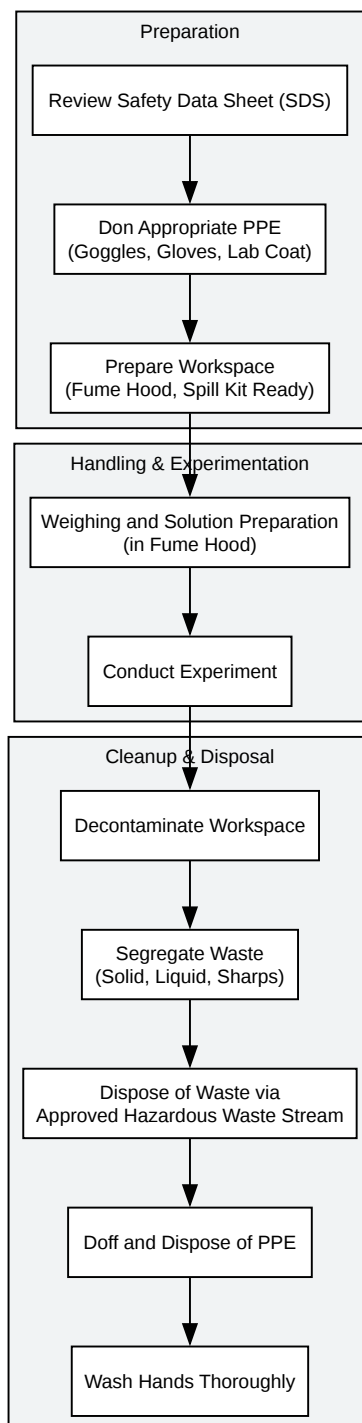 Preparation
Review Safety Data Sheet (SDS)
Don Appropriate PPE
(Goggles, Gloves, Lab Coat)
Prepare Workspace
(Fume Hood, Spill Kit Ready)
Handling & Experimentation
Weighing and Solution Preparation
(in Fume Hood)
Conduct Experiment
Cleanup & Disposal
Decontaminate Workspace
Segregate Waste
(Solid, Liquid, Sharps)
Dispose of Waste via
Approved Hazardous Waste Stream
Doff and Dispose of PPE
Wash Hands Thoroughly